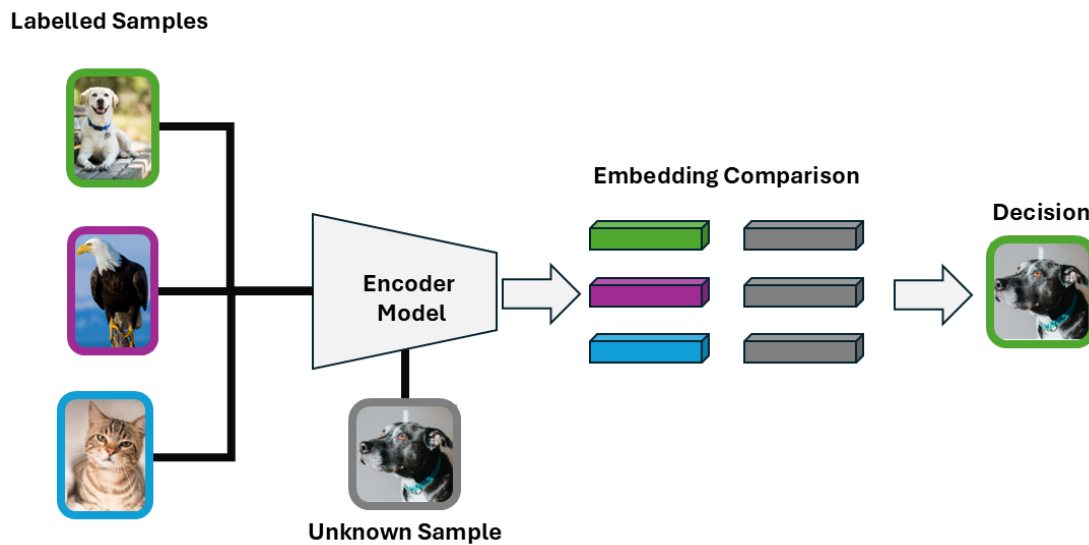 Labelled Samples
Embedding Comparison
Decision
Encoder
Model
Unknown Sample